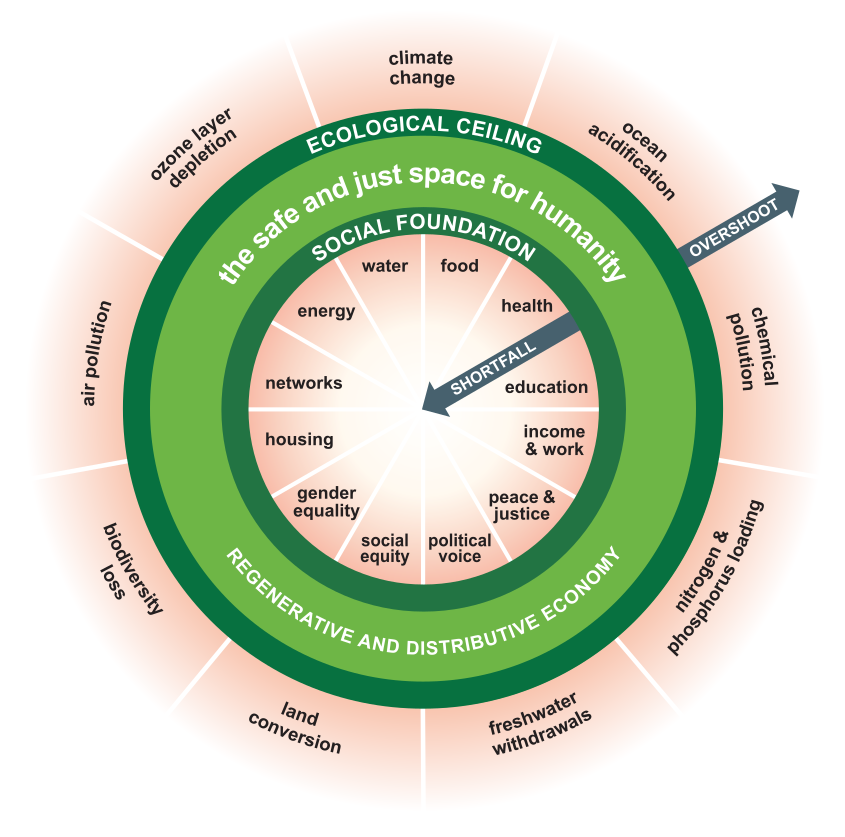 climate
change
ocean
acidification
chemical
pollution
nitrogen &
phosphorus loading
freshwater
withdrawals
land
conversion
biodiversity
loss
air pollution
ozone layer
depletion
ECOLOGICAL CEILING
OVERSHOOT
the safe and just space for humanity
SOCIAL FOUNDATION
water
food
health
SHORTFALL
education
income
& work
peace &
justice
political
voice
social
equity
gender
equality
housing
networks
energy
REGENERATIVE AND DISTRIBUTIVE ECONOMY